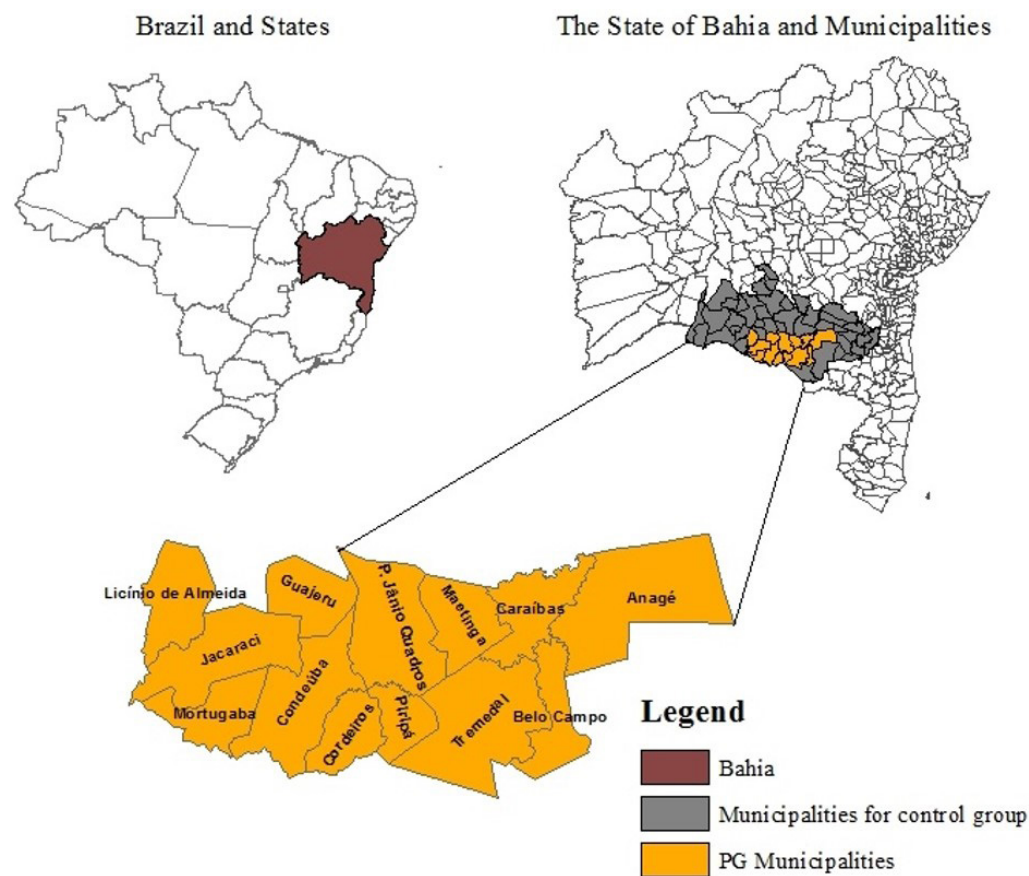 Brazil and States
The State of Bahia and Municipalities
Licínio de Almeida
Guajeru
P. Jânio Quadros
Maetinga
Caraíbas
Anagé
Jacaraci
Condeúba
Mortugaba
Cordeiros
Piripá
Tremedal
Belo Campo
Legend
Bahia
Municipalities for control group
PG Municipalities